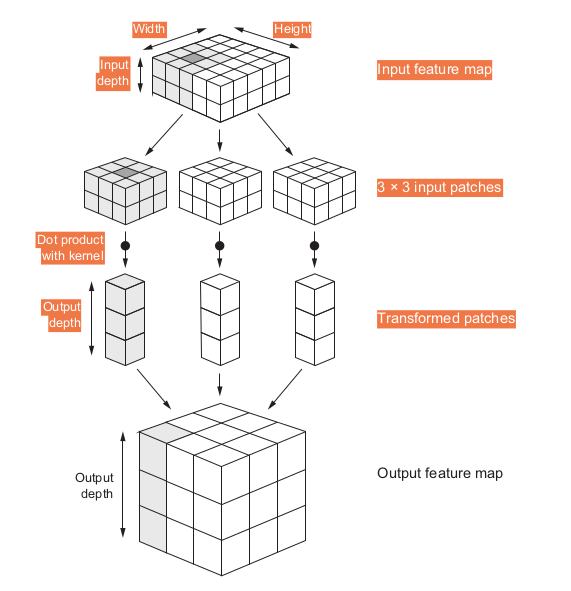 Width
Height
Input
depth
Input feature map
3 × 3 input patches
Dot product
with kernel
Output
depth
Transformed patches
Output
depth
Output feature map